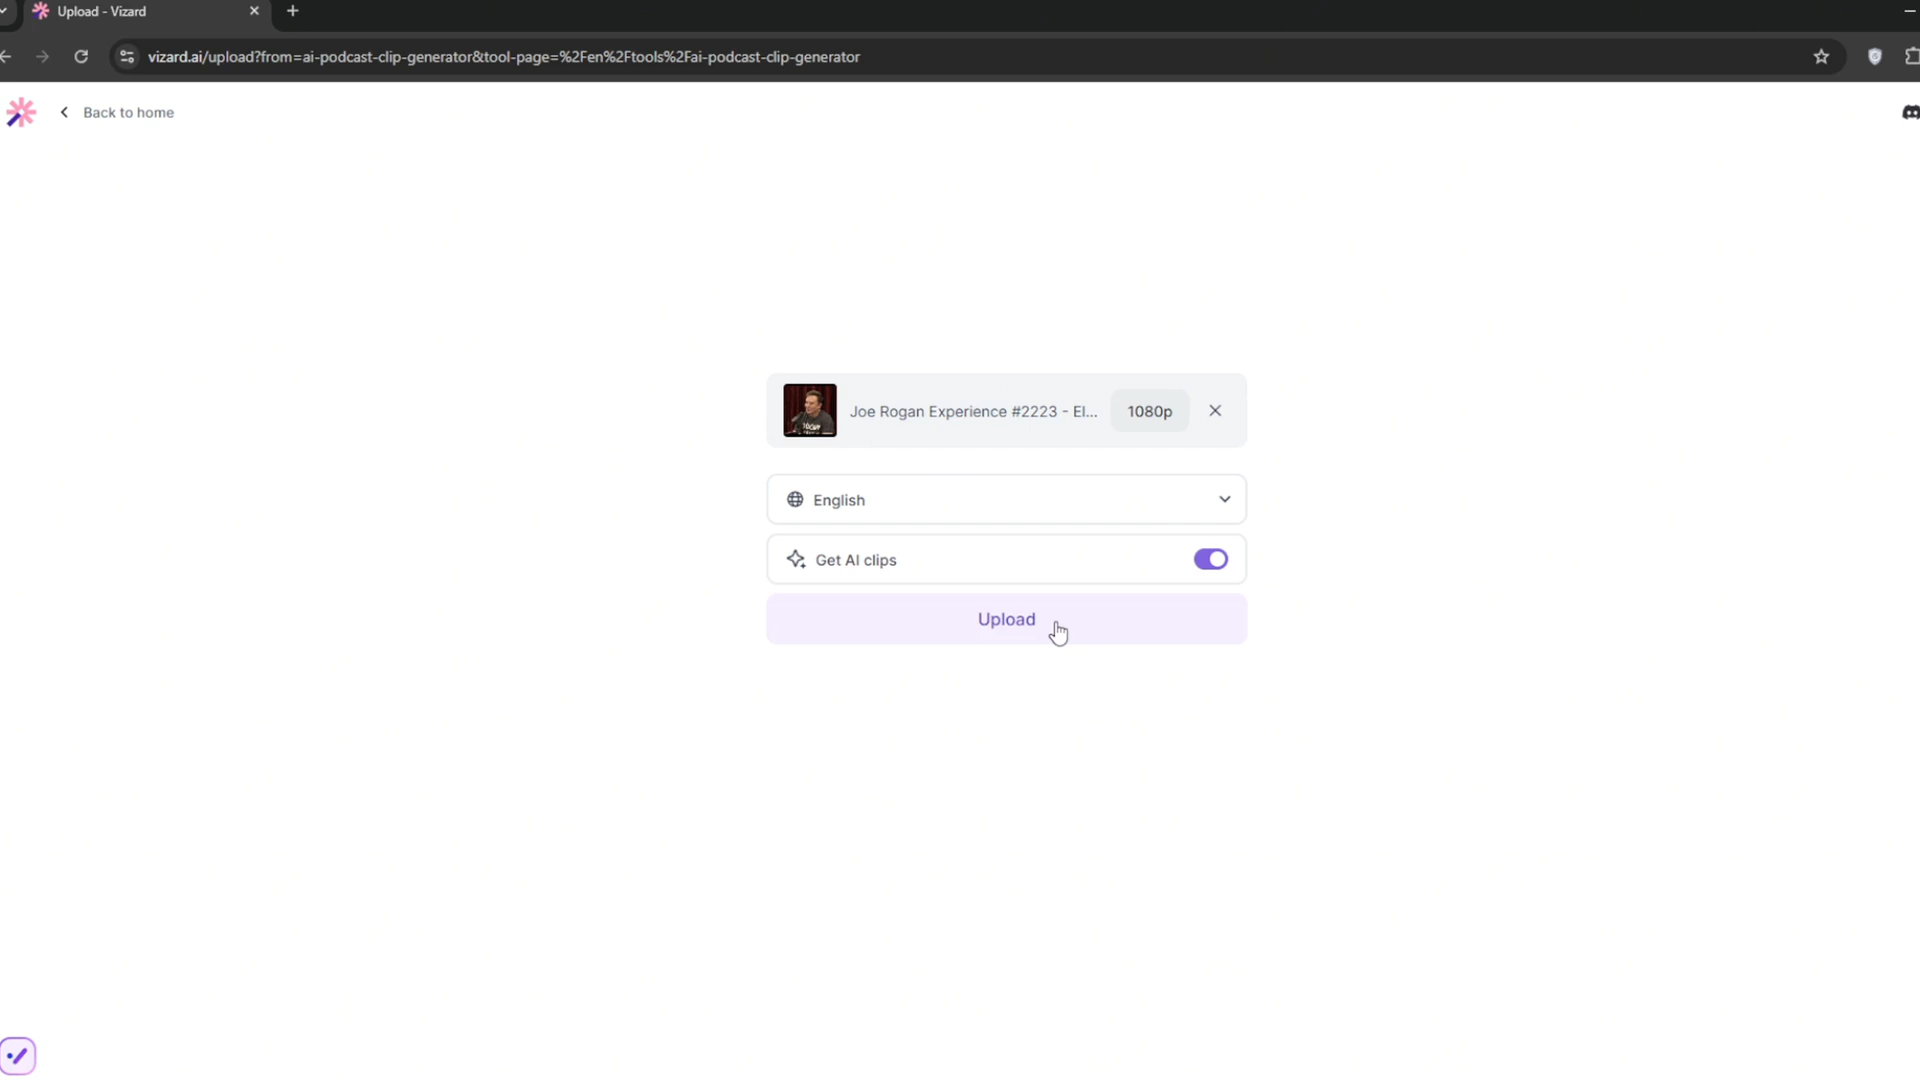 Upload - Vizard
vizard.ai/upload?from=ai-podcast-clip-generator&tool-page=%2Fen%2Ftools%2Fai-podcast-clip-generator
Back to home
Joe Rogan Experience #2223 - El...
1080p
English
Get AI clips
Upload